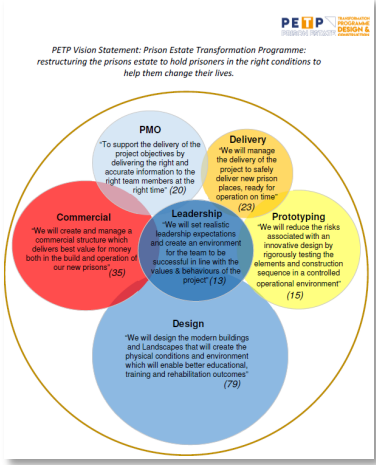 PETP
PRISON ESTATE
TRANSFORMATION
PROGRAMME
DESIGN &
CONSTRUCTION
PETP Vision Statement: Prison Estate Transformation Programme:
restructuring the prisons estate to hold prisoners in the right conditions to
help them change their lives.
PMO
“To support the delivery of the
project objectives by
delivering the right and
accurate information to the
right team members at the
right time” (20)
Delivery
“We will manage
the delivery of the
project to safely
deliver new prison
places, ready for
operation on time”
(23)
Commercial
“We will create and manage a
commercial structure which
delivers best value for money
both in the build and operation of
our new prisons”
(35)
Leadership
“We will set realistic
leadership expectations
and create an environment
for the team to be
successful in line with the
values & behaviours of the
project” (13)
Prototyping
“We will reduce the risks
associated with an
innovative design by
rigorously testing the
elements and construction
sequence in a controlled
operational environment”
(15)
Design
“We will design the modern buildings
and Landscapes that will create the
physical conditions and environment
which will enable better educational,
training and rehabilitation outcomes”
(79)